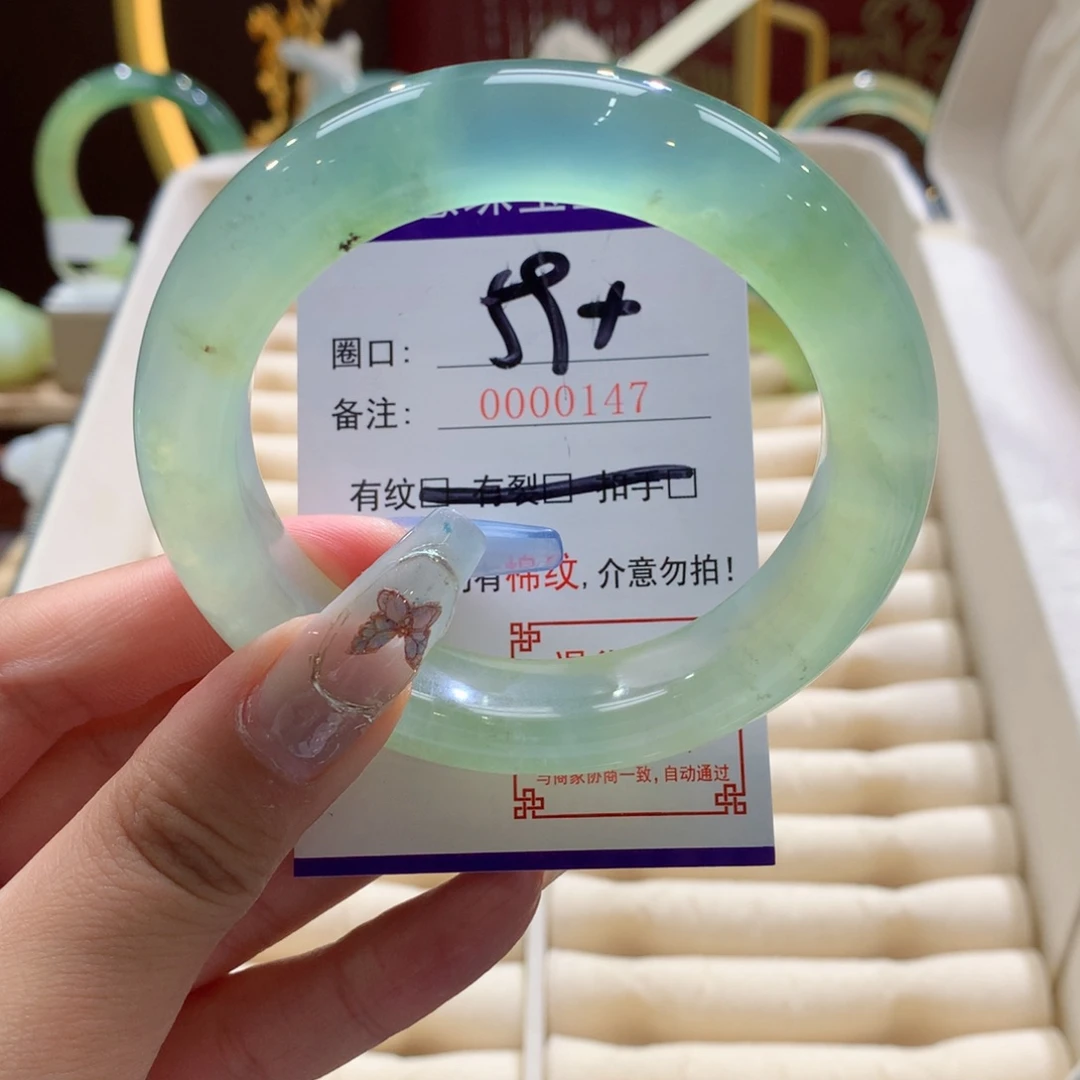 59+
圈口:
备注: 0000147
有纹□ 有裂□ 扣手□
有棉纹,介意勿拍!
与商家协商一致,自动通过